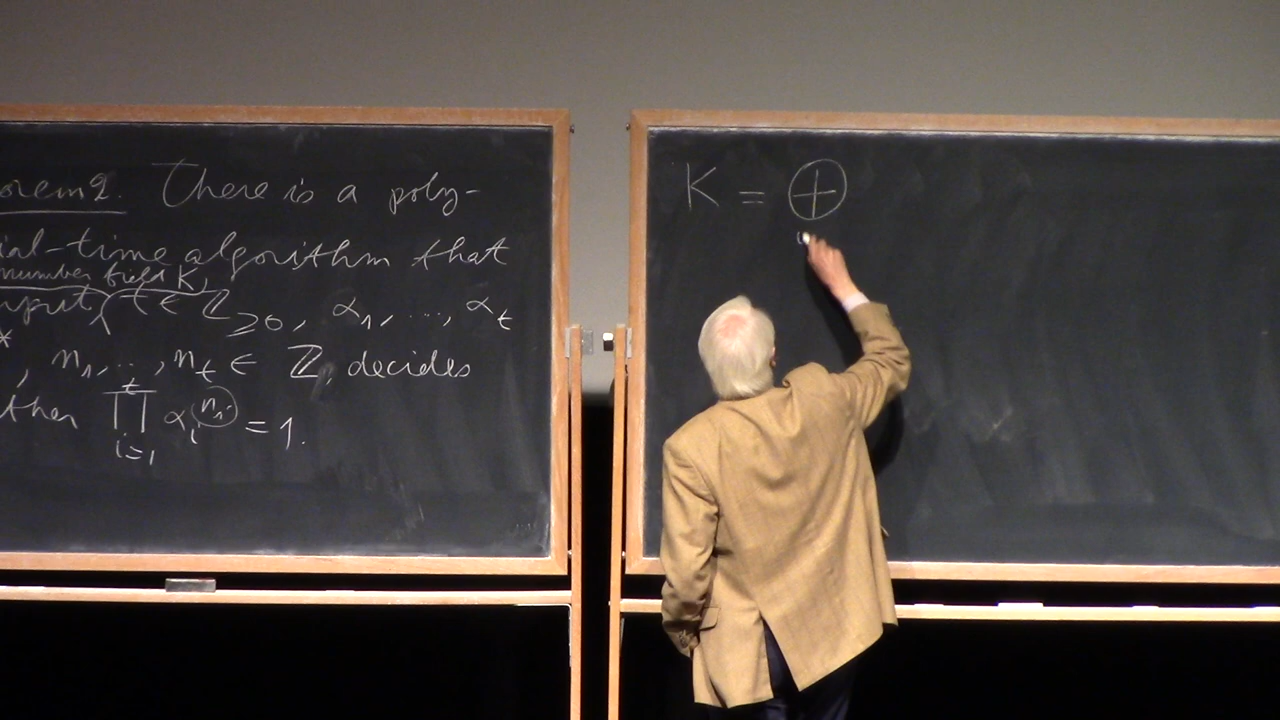 orem 2. There is a poly-
ial-time algorithm that
number field K,
nput (t ∈ ℤ≥0, α₁, ..., αₜ
*, n₁, ..., nₜ ∈ ℤ, decides
ther ∏ᵢ₌₁ᵗ αᵢ^(nᵢ) = 1.
K = ⊕